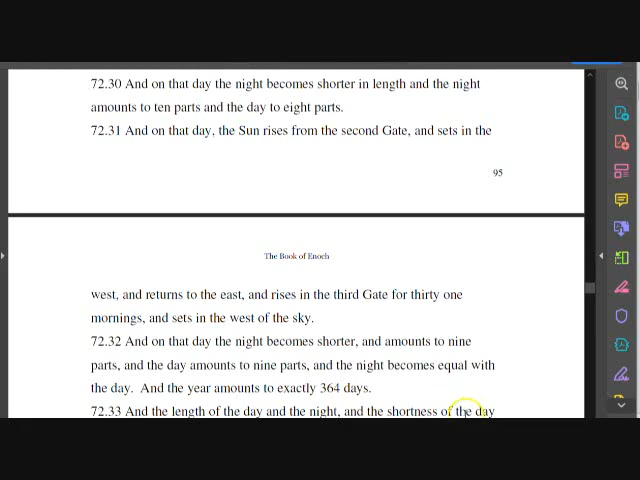 72.30 And on that day the night becomes shorter in length and the night
amounts to ten parts and the day to eight parts.
72.31 And on that day, the Sun rises from the second Gate, and sets in the
95
The Book of Enoch
west, and returns to the east, and rises in the third Gate for thirty one
mornings, and sets in the west of the sky.
72.32 And on that day the night becomes shorter, and amounts to nine
parts, and the day amounts to nine parts, and the night becomes equal with
the day. And the year amounts to exactly 364 days.
72.33 And the length of the day and the night, and the shortness of the day